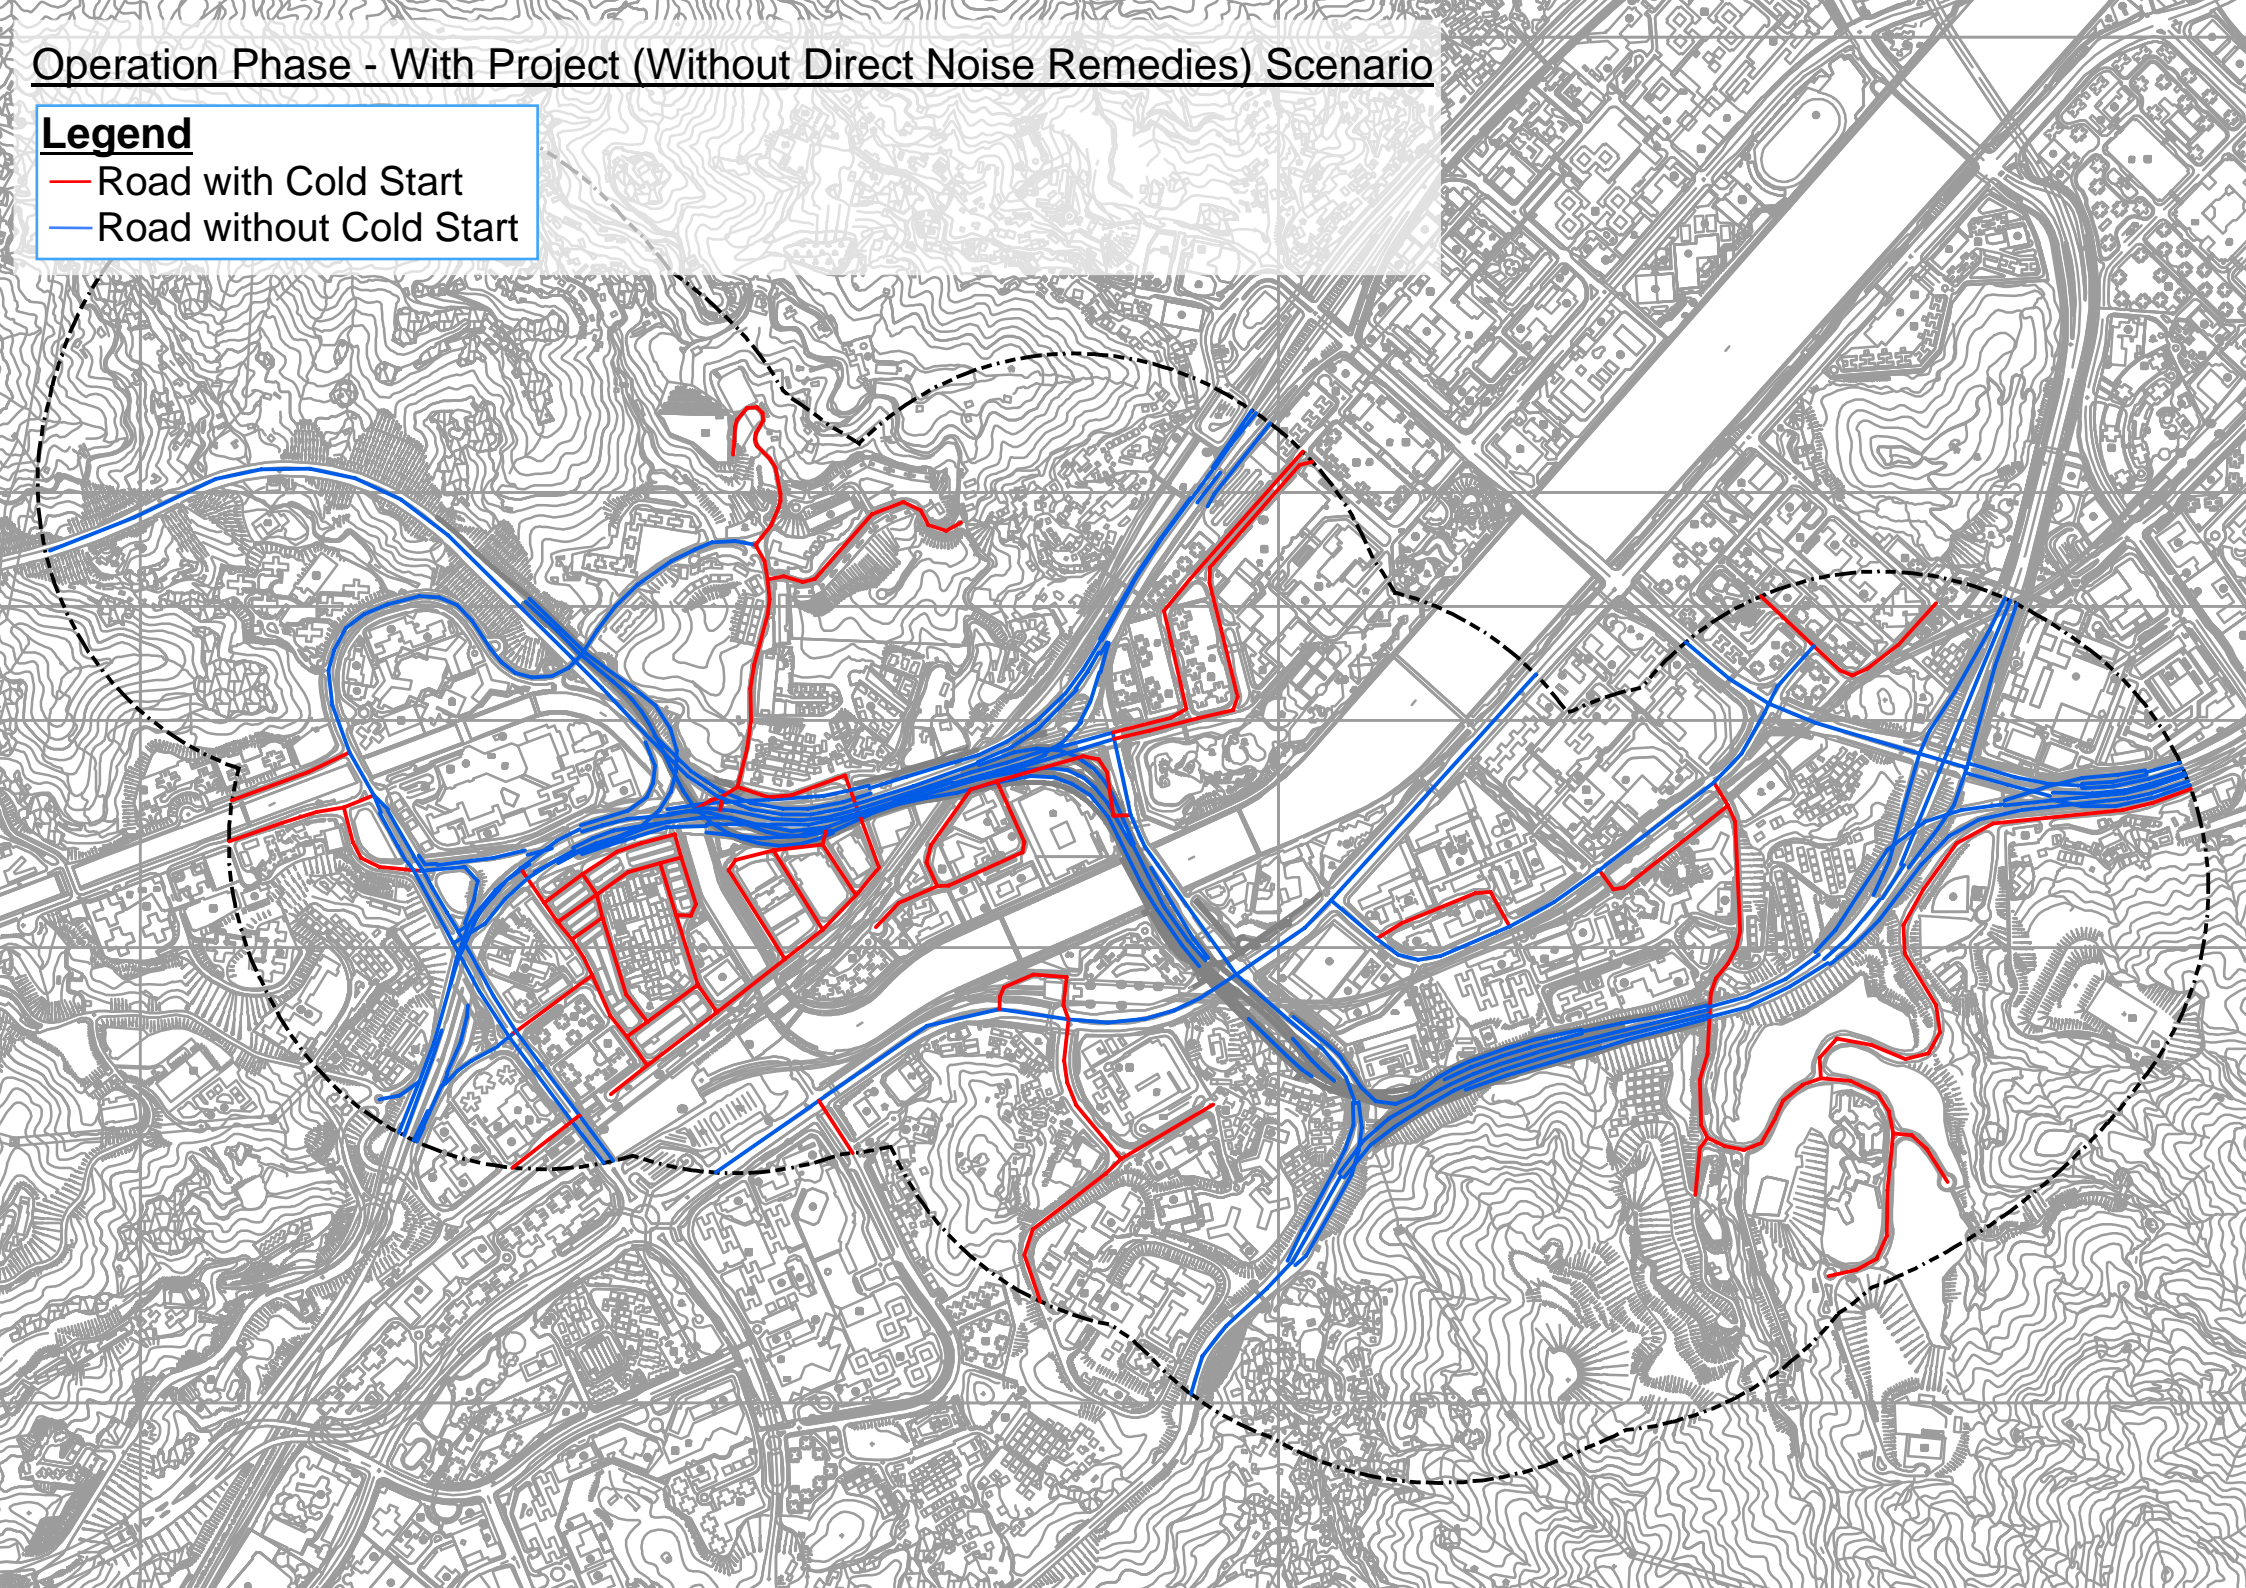 Operation Phase - With Project (Without Direct Noise Remedies) Scenario
Legend
Road with Cold Start
Road without Cold Start